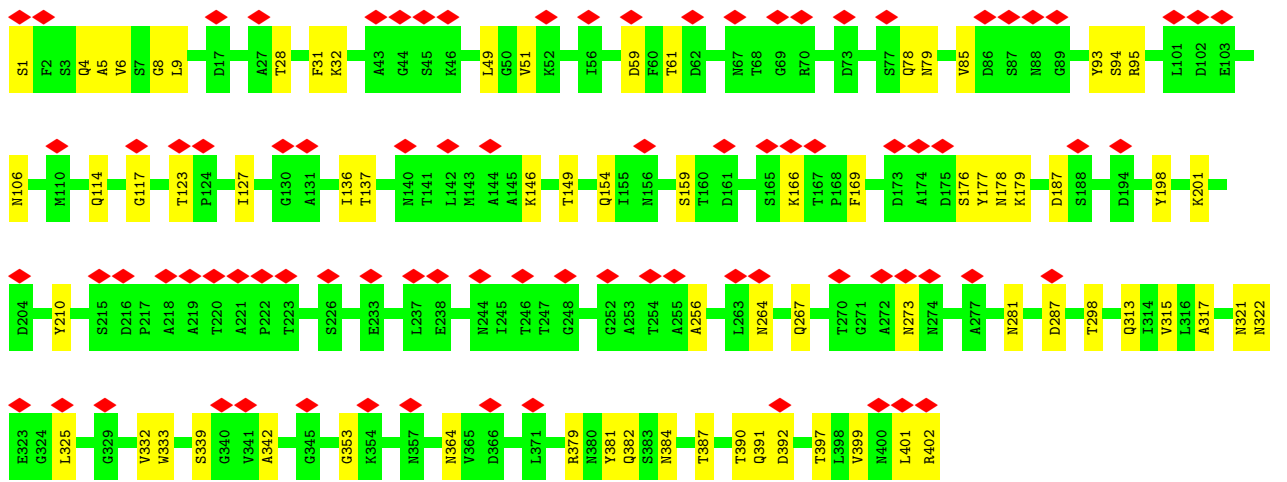 S1 F2 S3 Q4 A5 V6 S7 G8 L9 D17 A27 T28 F31 K32 A43 G44 S45 K46 L49 G50 V51 K52 I56 D59 F60 T61 D62 N67 T68 G69 R70 D73 S77 Q78 N79 V85 D86 S87 N88 G89 Y93 S94 R95 L101 D102 E103
N106 M110 Q114 G117 T123 P124 I127 G130 A131 I136 T137 N140 T141 L142 M143 A144 A145 K146 T149 Q154 I155 N156 S159 T160 D161 S165 K166 T167 P168 F169 D173 A174 D175 S176 Y177 N178 K179 D187 S188 D194 Y198 K201
D204 Y210 S215 D216 P217 A218 A219 T220 A221 P222 T223 S226 E233 L237 E238 N244 I245 T246 T247 G248 G252 A253 T254 A255 A256 L263 N264 Q267 T270 G271 A272 N273 N274 A277 N281 D287 T298 Q313 I314 V315 L316 A317 N321 N322
E323 G324 L325 G329 V332 W333 S339 G340 V341 A342 G345 G353 K354 N357 N364 V365 D366 L371 R379 N380 Y381 Q382 S383 N384 T387 T390 Q391 D392 T397 L398 V399 N400 L401 R402